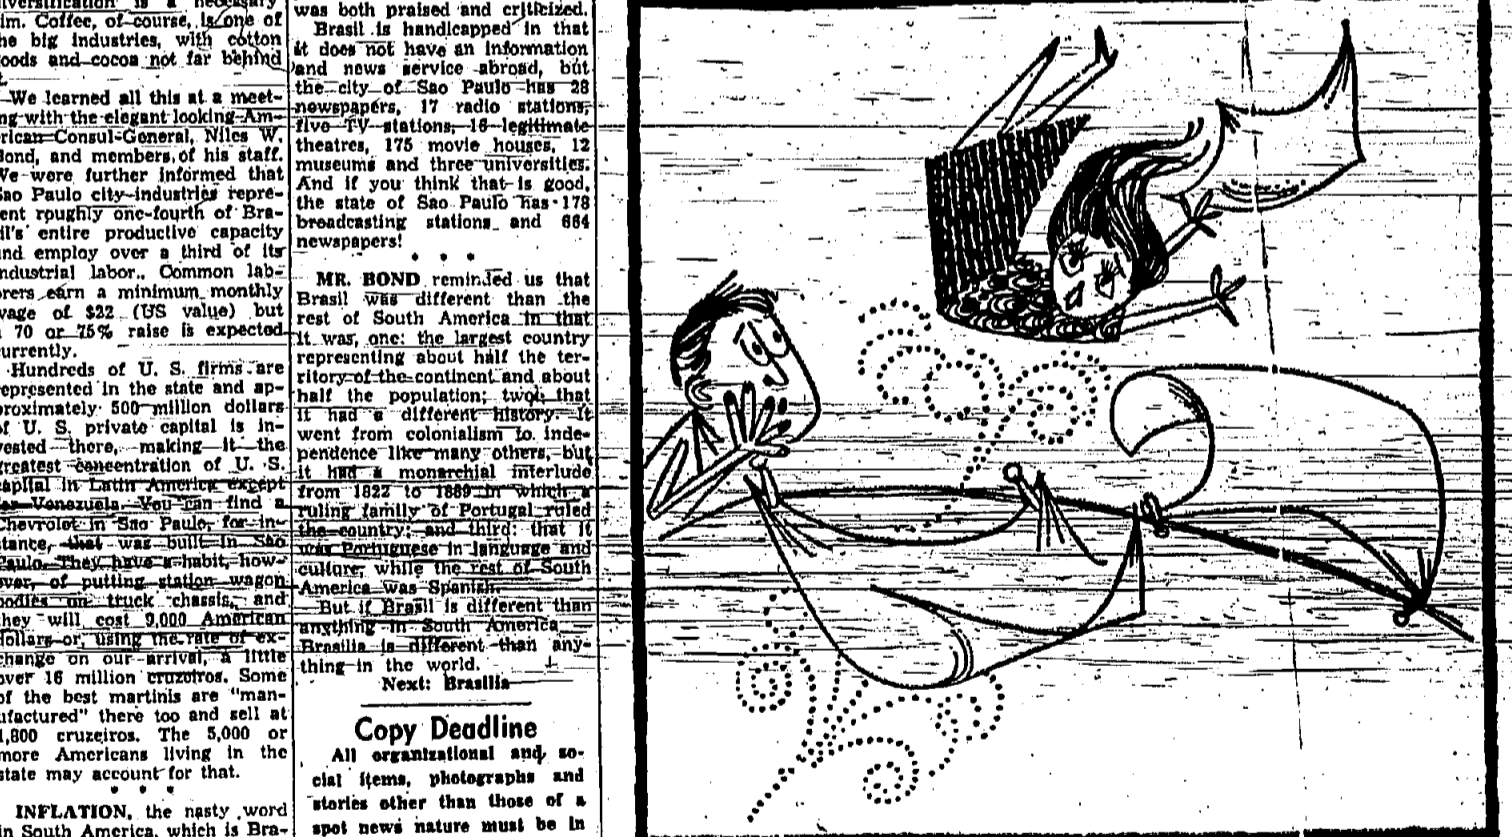 diversification is a necessary
aim. Coffee, of course, is one of
the big industries, with cotton
goods and cocoa not far behind
it.
We learned all this at a meet-
ing with the elegant looking Am-
erican Consul-General, Niles W.
Bond, and members of his staff.
We were further informed that
Sao Paulo city industries repre-
sent roughly one-fourth of Bra-
zil's entire productive capacity
and employ over a third of its
industrial labor. Common lab-
orers earn a minimum monthly
wage of $22 (US value) but
a 70 or 75% raise is expected
currently.
Hundreds of U. S. firms are
represented in the state and ap-
proximately 500 million dollars
of U. S. private capital is in-
vested there, making it the
greatest concentration of U. S.
capital in Latin America except
for Venezuela. You can find a
Chevrolet in Sao Paulo, for in-
stance, that was built in Sao
Paulo. They have a habit, how-
ever, of putting station wagon
bodies on truck chassis, and
they will cost 9,000 American
dollars or, using the rate of ex-
change on our arrival, a little
over 16 million cruzeiros. Some
of the best martinis are "man-
ufactured" there too and sell at
1,800 cruzeiros. The 5,000 or
more Americans living in the
state may account for that.
• • •
INFLATION, the nasty word
in South America, which is Bra-
was both praised and criticized.
Brasil is handicapped in that
it does not have an information
and news service abroad, but
the city of Sao Paulo has 28
newspapers, 17 radio stations,
five TV stations, 16 legitimate
theatres, 175 movie houses, 12
museums and three universities.
And if you think that is good,
the state of Sao Paulo has 178
broadcasting stations and 664
newspapers!
• • •
MR. BOND reminded us that
Brasil was different than the
rest of South America in that
it was, one: the largest country
representing about half the ter-
ritory of the continent and about
half the population; two, that
it had a different history. It
went from colonialism to inde-
pendence like many others, but
it had a monarchial interlude
from 1822 to 1889 in which a
ruling family of Portugal ruled
the country; and third: that it
was Portuguese in language and
culture, while the rest of South
America was Spanish.
But if Brasil is different than
anything in South America
Brasilia is different than any-
thing in the world.
Next: Brasilia
Copy Deadline
All organizational and so-
cial items, photographs and
stories other than those of a
spot news nature must be in